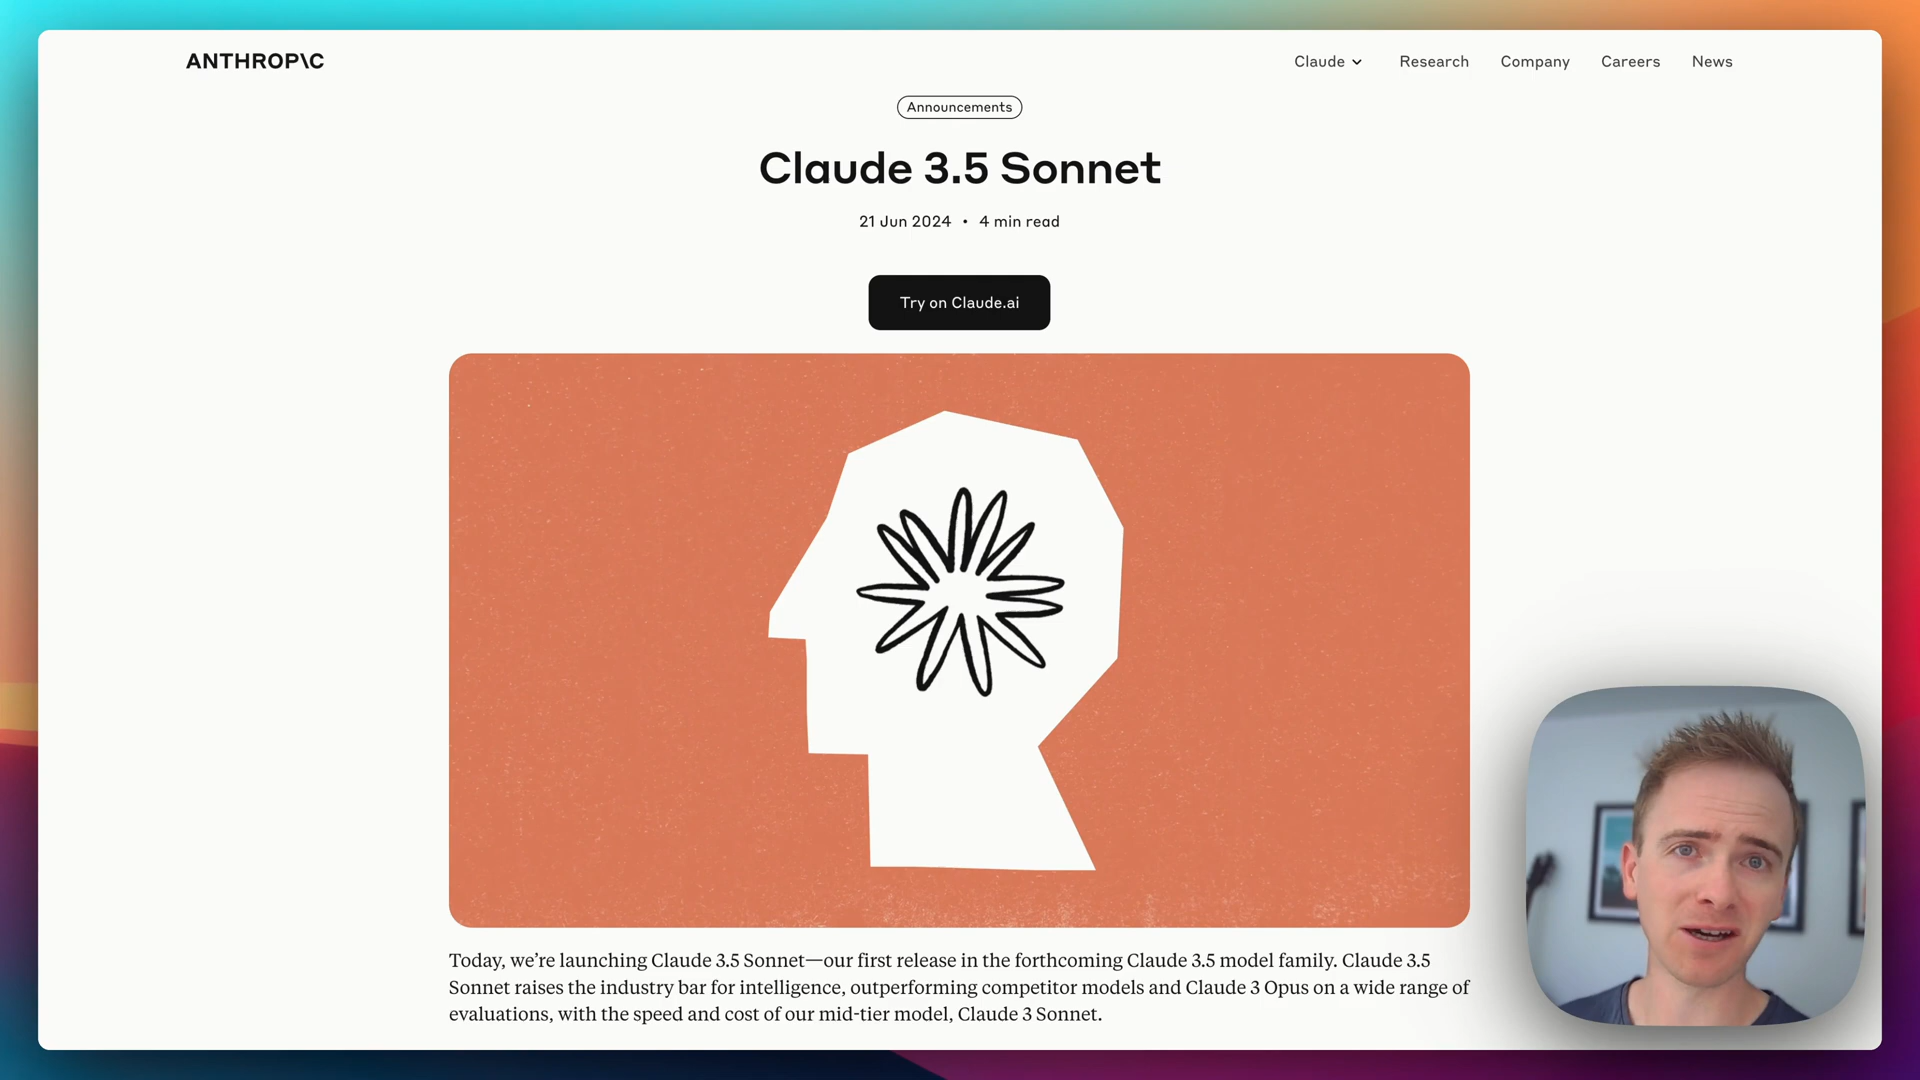 ANTHROP\C
Claude Research Company Careers News
Announcements
Claude 3.5 Sonnet
21 Jun 2024 • 4 min read
Try on Claude.ai
Today, we’re launching Claude 3.5 Sonnet—our first release in the forthcoming Claude 3.5 model family. Claude 3.5
Sonnet raises the industry bar for intelligence, outperforming competitor models and Claude 3 Opus on a wide range of
evaluations, with the speed and cost of our mid-tier model, Claude 3 Sonnet.